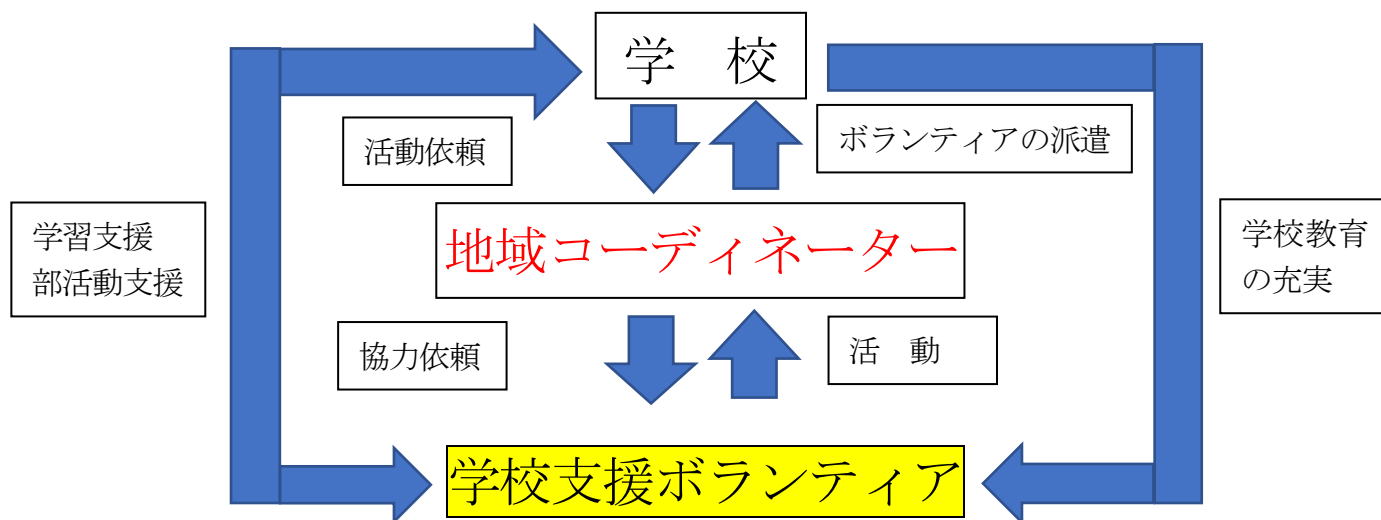 学　校
活動依頼
ボランティアの派遣
学習支援
部活動支援
地域コーディネーター
学校教育
の充実
協力依頼
活　動
学校支援ボランティア